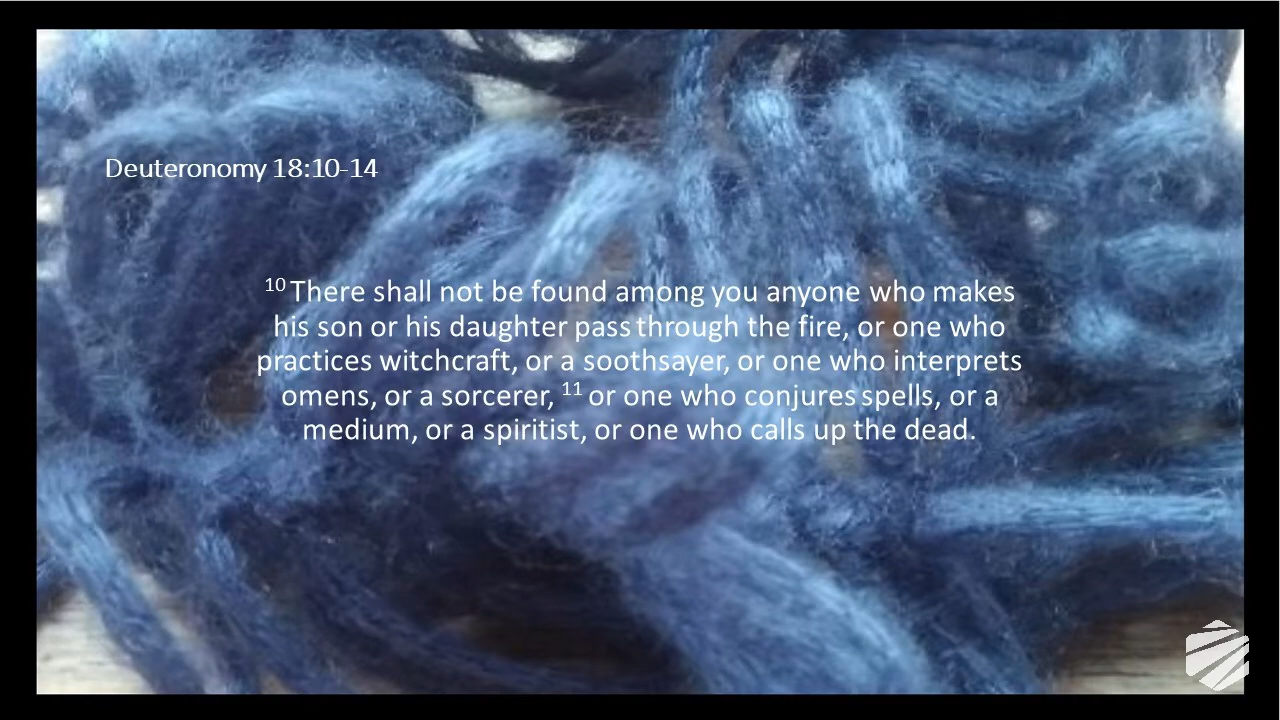 Deuteronomy 18:10-14
¹⁰ There shall not be found among you anyone who makes
his son or his daughter pass through the fire, or one who
practices witchcraft, or a soothsayer, or one who interprets
omens, or a sorcerer, ¹¹ or one who conjures spells, or a
medium, or a spiritist, or one who calls up the dead.